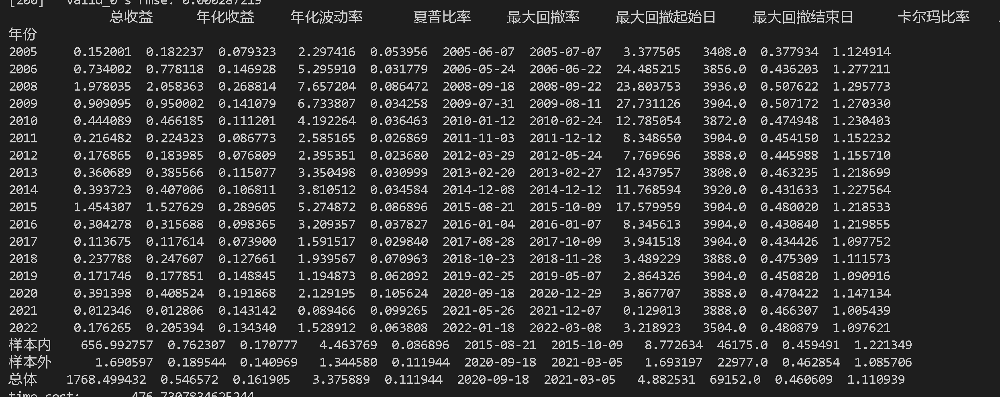 [200] valid_0's rmse: 0.000287219
总收益 年化收益 年化波动率 夏普比率 最大回撤率 最大回撤起始日 最大回撤结束日 卡尔玛比率
年份
2005 0.152001 0.182237 0.079323 2.297416 0.053956 2005-06-07 2005-07-07 3.377505 3408.0 0.377934 1.124914
2006 0.734002 0.778118 0.146928 5.295910 0.031779 2006-05-24 2006-06-22 24.485215 3856.0 0.436203 1.277211
2008 1.978035 2.058363 0.268814 7.657204 0.086472 2008-09-18 2008-09-22 23.803753 3936.0 0.507622 1.295773
2009 0.909095 0.950002 0.141079 6.733807 0.034258 2009-07-31 2009-08-11 27.731126 3904.0 0.507172 1.270330
2010 0.444089 0.466185 0.111201 4.192264 0.036463 2010-01-12 2010-02-24 12.785054 3872.0 0.474948 1.230403
2011 0.216482 0.224323 0.086773 2.585165 0.026869 2011-11-03 2011-12-12 8.348650 3904.0 0.454150 1.152232
2012 0.176865 0.183985 0.076809 2.395351 0.023680 2012-03-29 2012-05-24 7.769696 3888.0 0.445988 1.155710
2013 0.360689 0.385566 0.115077 3.350498 0.030999 2013-02-20 2013-02-27 12.437957 3808.0 0.463235 1.218699
2014 0.393723 0.407006 0.106811 3.810512 0.034584 2014-12-08 2014-12-12 11.768594 3920.0 0.431633 1.227564
2015 1.454307 1.527629 0.289605 5.274872 0.086896 2015-08-21 2015-10-09 17.579959 3904.0 0.480020 1.218533
2016 0.304278 0.315688 0.098365 3.209357 0.037827 2016-01-04 2016-01-07 8.345613 3904.0 0.430840 1.219855
2017 0.113675 0.117614 0.073900 1.591517 0.029840 2017-08-28 2017-10-09 3.941518 3904.0 0.434426 1.097752
2018 0.237788 0.247607 0.127661 1.939567 0.070963 2018-10-23 2018-11-28 3.489229 3888.0 0.475309 1.111573
2019 0.171746 0.177851 0.148845 1.194873 0.062092 2019-02-25 2019-05-07 2.864326 3904.0 0.450820 1.090916
2020 0.391398 0.408524 0.191868 2.129195 0.105624 2020-09-18 2020-12-29 3.867707 3888.0 0.470422 1.147134
2021 0.012346 0.012806 0.143142 0.089466 0.099265 2021-05-26 2021-12-07 0.129013 3888.0 0.466307 1.005439
2022 0.176265 0.205394 0.134340 1.528912 0.063808 2022-01-18 2022-03-08 3.218923 3504.0 0.480879 1.097621
样本内 656.992757 0.762307 0.170777 4.463769 0.086896 2015-08-21 2015-10-09 8.772634 46175.0 0.459491 1.221349
样本外 1.690597 0.189544 0.140969 1.344580 0.111944 2020-09-18 2021-03-05 1.693197 22977.0 0.462854 1.085706
总体 1768.499432 0.546572 0.161905 3.375889 0.111944 2020-09-18 2021-03-05 4.882531 69152.0 0.460609 1.110939
time cost: 476.7307834625244